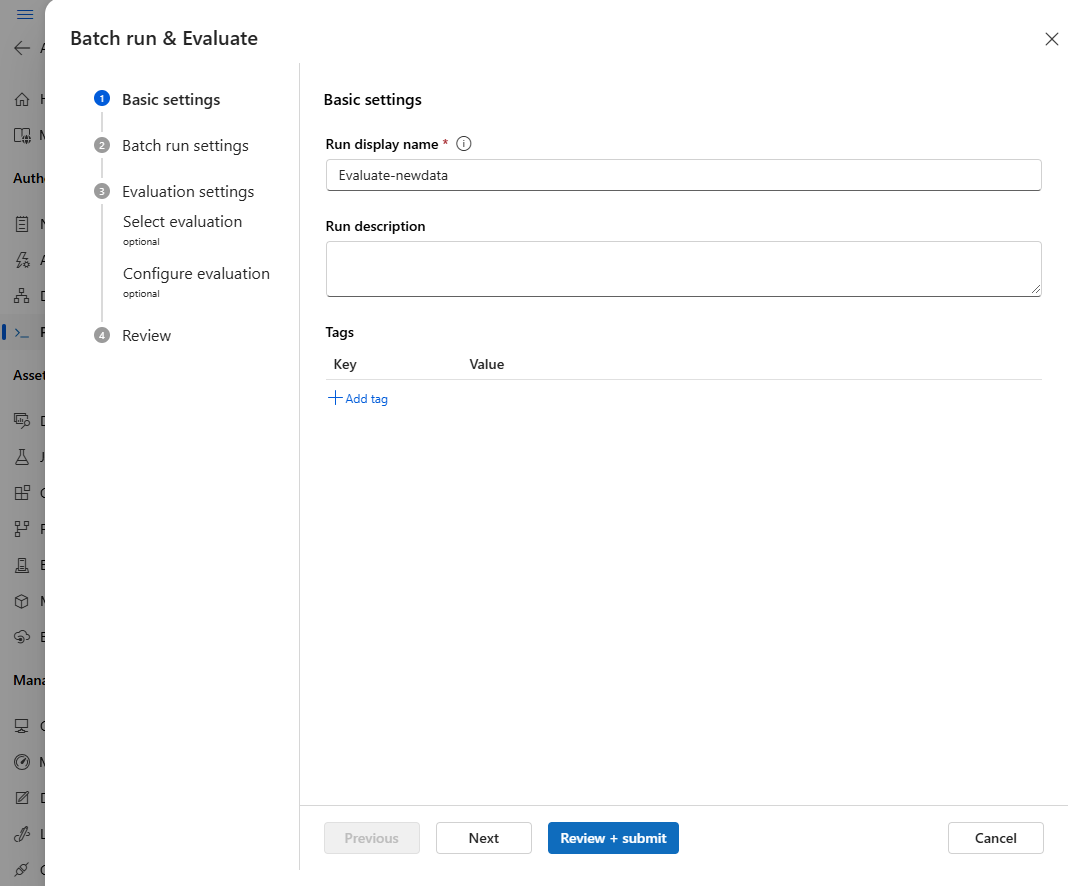 Batch run & Evaluate
1 Basic settings
2 Batch run settings
3 Evaluation settings
Select evaluation
optional
Configure evaluation
optional
4 Review
Basic settings
Run display name *
Evaluate-newdata
Run description
Tags
Key Value
Add tag
Previous Next Review + submit Cancel